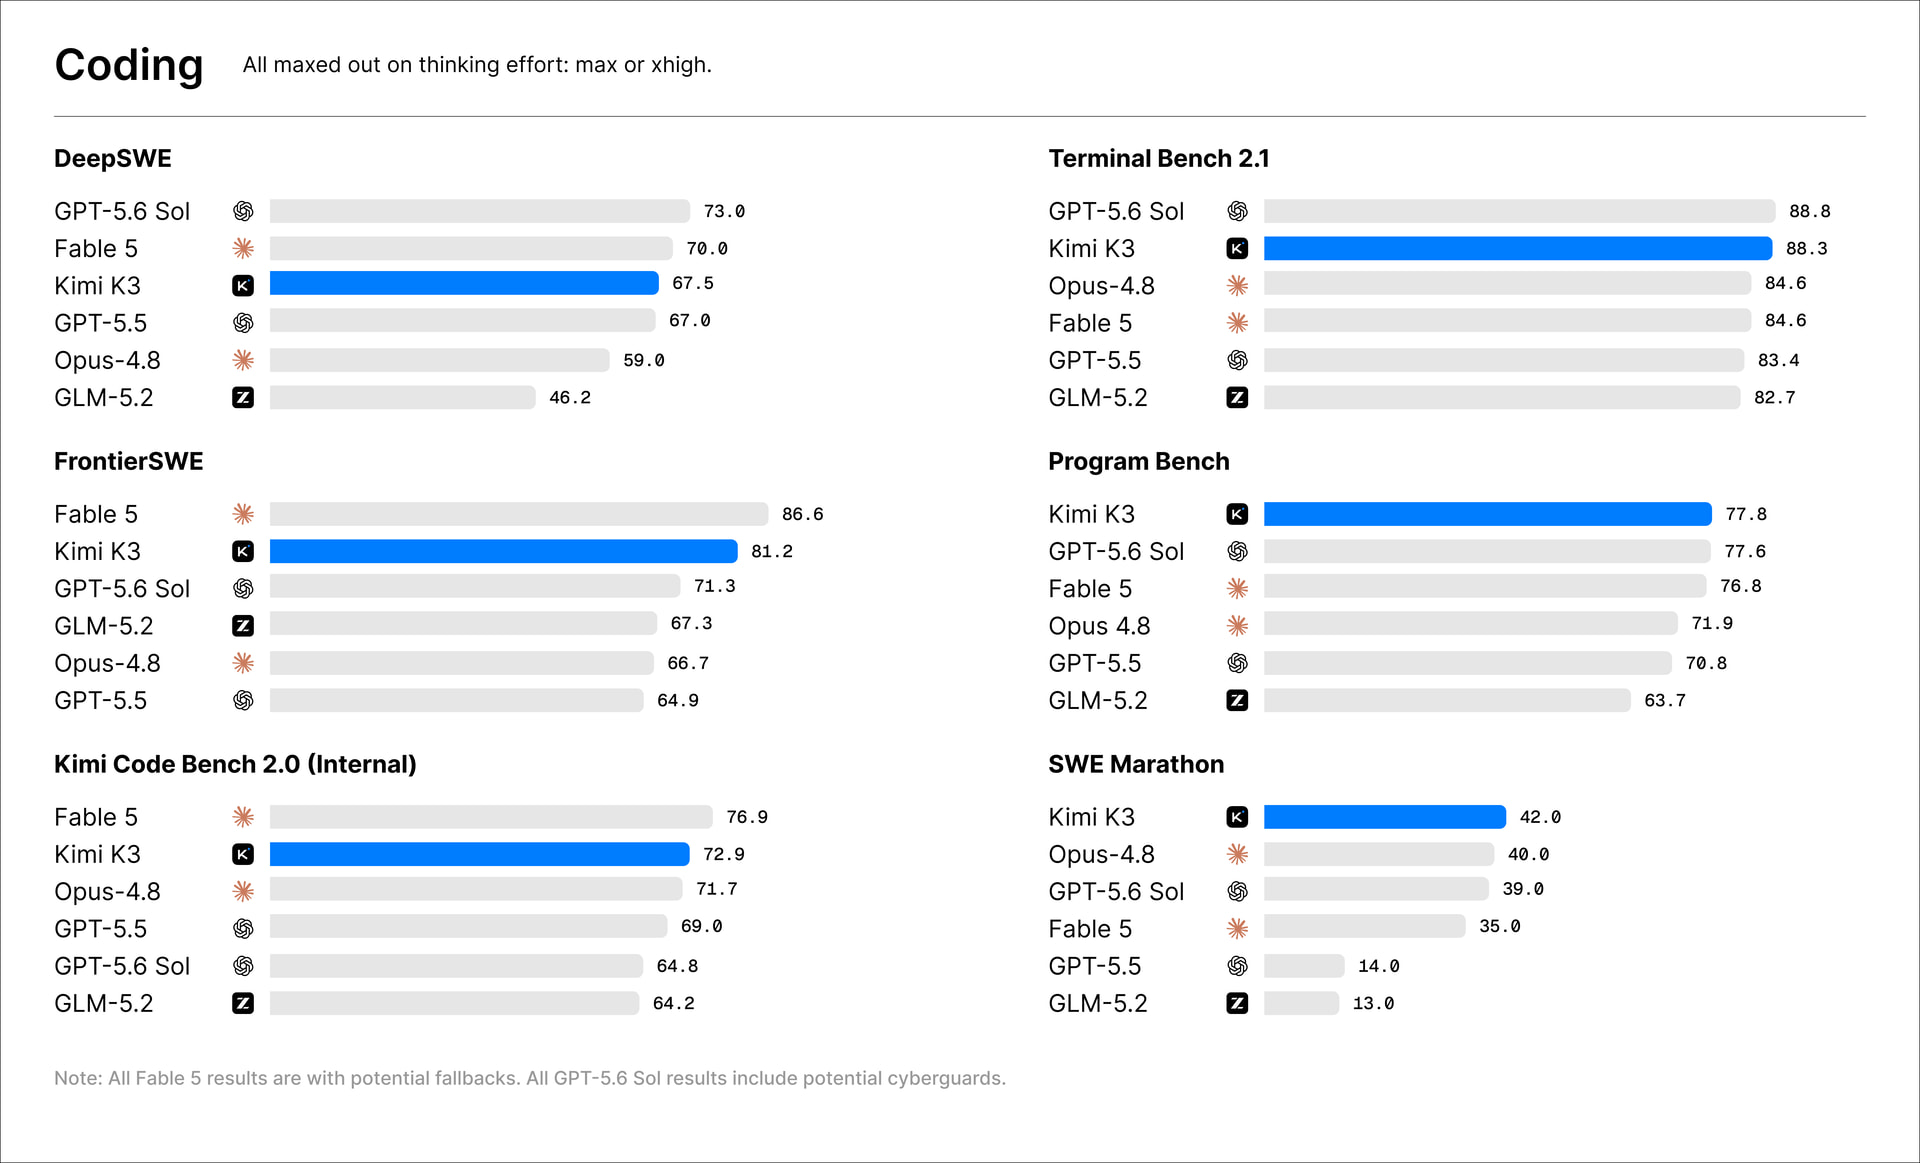 Coding
All maxed out on thinking effort: max or xhigh.
DeepSWE
GPT-5.6 Sol 73.0
Fable 5 70.0
Kimi K3 67.5
GPT-5.5 67.0
Opus-4.8 59.0
GLM-5.2 46.2
Terminal Bench 2.1
GPT-5.6 Sol 88.8
Kimi K3 88.3
Opus-4.8 84.6
Fable 5 84.6
GPT-5.5 83.4
GLM-5.2 82.7
FrontierSWE
Fable 5 86.6
Kimi K3 81.2
GPT-5.6 Sol 71.3
GLM-5.2 67.3
Opus-4.8 66.7
GPT-5.5 64.9
Program Bench
Kimi K3 77.8
GPT-5.6 Sol 77.6
Fable 5 76.8
Opus 4.8 71.9
GPT-5.5 70.8
GLM-5.2 63.7
Kimi Code Bench 2.0 (Internal)
Fable 5 76.9
Kimi K3 72.9
Opus-4.8 71.7
GPT-5.5 69.0
GPT-5.6 Sol 64.8
GLM-5.2 64.2
SWE Marathon
Kimi K3 42.0
Opus-4.8 40.0
GPT-5.6 Sol 39.0
Fable 5 35.0
GPT-5.5 14.0
GLM-5.2 13.0
Note: All Fable 5 results are with potential fallbacks. All GPT-5.6 Sol results include potential cyberguards.